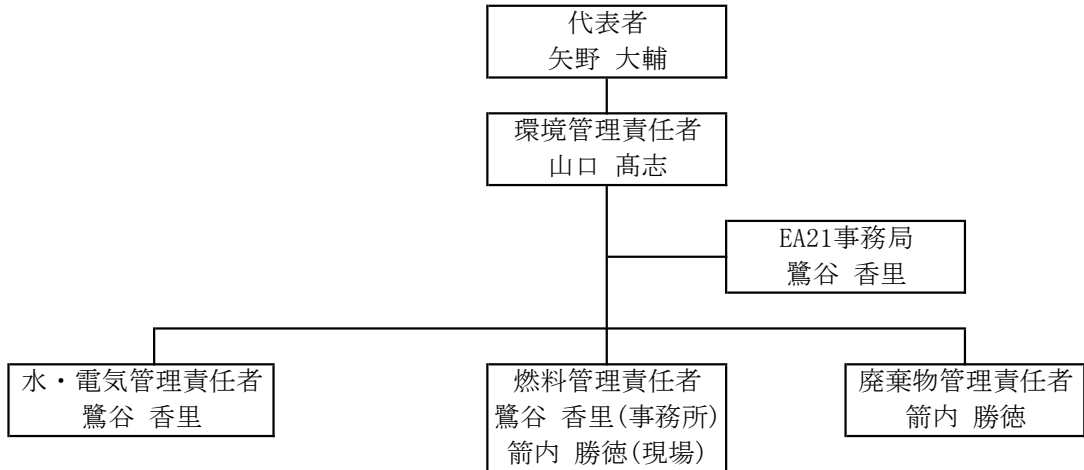 代表者
矢野 大輔
環境管理責任者
山口 髙志
EA21事務局
鷺谷 香里
水・電気管理責任者
鷺谷 香里
燃料管理責任者
鷺谷 香里(事務所)
箭内 勝徳(現場)
廃棄物管理責任者
箭内 勝徳